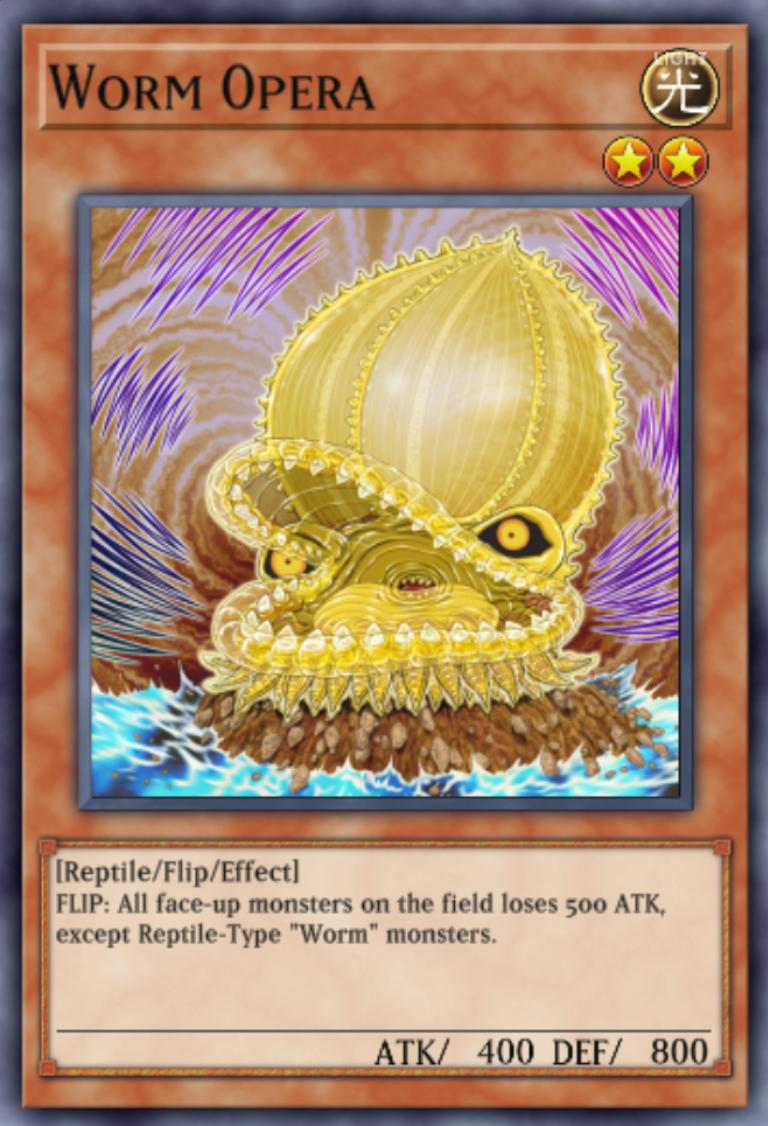 WORM OPERA
LIGHT
光
[Reptile/Flip/Effect]
FLIP: All face-up monsters on the field loses 500 ATK,
except Reptile-Type "Worm" monsters.
ATK/ 400 DEF/ 800